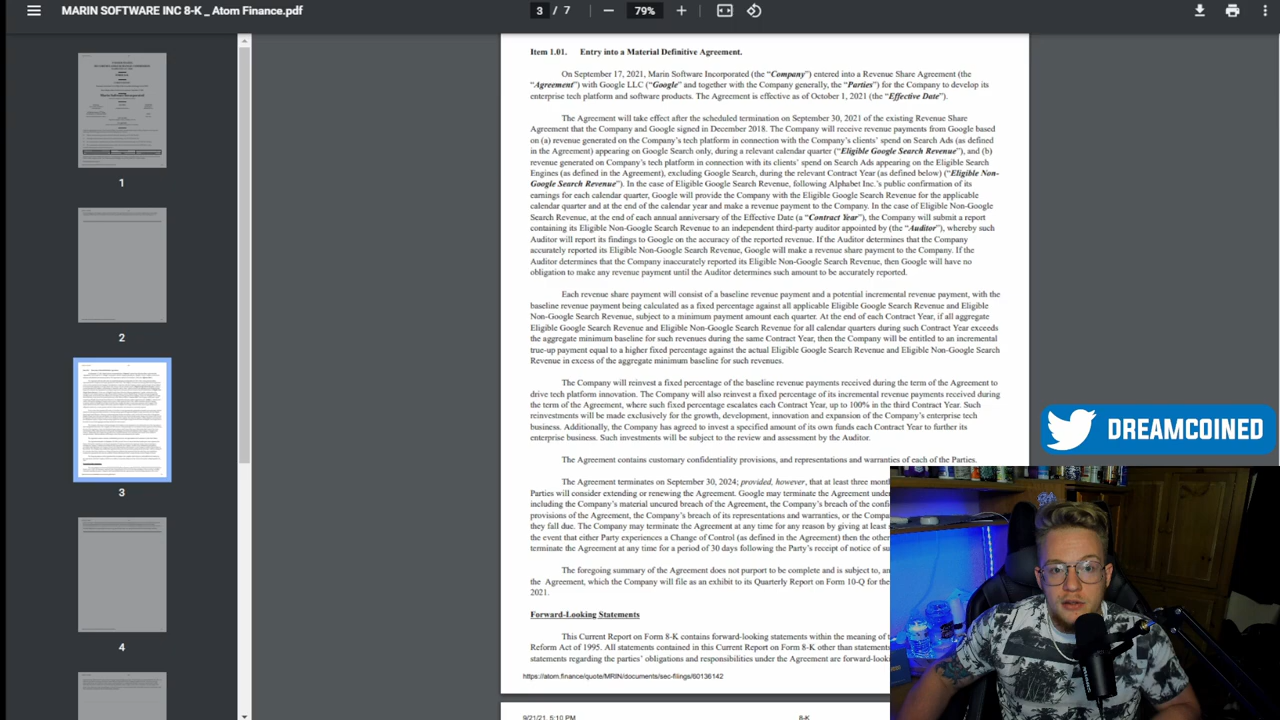 MARIN SOFTWARE INC 8-K _ Atom Finance.pdf
3 / 7
79%
1
2
3
4
Item 1.01. Entry into a Material Definitive Agreement.
On September 17, 2021, Marin Software Incorporated (the “Company”) entered into a Revenue Share Agreement (the
“Agreement”) with Google LLC (“Google” and together with the Company generally, the “Parties”) for the Company to develop its
enterprise tech platform and software products. The Agreement is effective as of October 1, 2021 (the “Effective Date”).
The Agreement will take effect after the scheduled termination on September 30, 2021 of the existing Revenue Share
Agreement that the Company and Google signed in December 2018. The Company will receive revenue payments from Google based
on (a) revenue generated on the Company’s tech platform in connection with the Company’s clients’ spend on Search Ads (as defined
in the Agreement) appearing on Google Search only, during a relevant calendar quarter (“Eligible Google Search Revenue”), and (b)
revenue generated on Company’s tech platform in connection with its clients’ spend on Search Ads appearing on the Eligible Search
Engines (as defined in the Agreement), excluding Google Search, during the relevant Contract Year (as defined below) (“Eligible Non-
Google Search Revenue”). In the case of Eligible Google Search Revenue, following Alphabet Inc.’s public confirmation of its
earnings for each calendar quarter, Google will provide the Company with the Eligible Google Search Revenue for the applicable
calendar quarter and at the end of the calendar year and make a revenue payment to the Company. In the case of Eligible Non-Google
Search Revenue, at the end of each annual anniversary of the Effective Date (a “Contract Year”), the Company will submit a report
containing its Eligible Non-Google Search Revenue to an independent third-party auditor appointed by (the “Auditor”), whereby such
Auditor will report its findings to Google on the accuracy of the reported revenue. If the Auditor determines that the Company
accurately reported its Eligible Non-Google Search Revenue, Google will make a revenue share payment to the Company. If the
Auditor determines that the Company inaccurately reported its Eligible Non-Google Search Revenue, then Google will have no
obligation to make any revenue payment until the Auditor determines such amount to be accurately reported.
Each revenue share payment will consist of a baseline revenue payment and a potential incremental revenue payment, with the
baseline revenue payment being calculated as a fixed percentage against all applicable Eligible Google Search Revenue and Eligible
Non-Google Search Revenue, subject to a minimum payment amount each quarter. At the end of each Contract Year, if all aggregate
Eligible Google Search Revenue and Eligible Non-Google Search Revenue for all calendar quarters during such Contract Year exceeds
the aggregate minimum baseline for such revenues during the same Contract Year, then the Company will be entitled to an incremental
true-up payment equal to a higher fixed percentage against the actual Eligible Google Search Revenue and Eligible Non-Google Search
Revenue in excess of the aggregate minimum baseline for such revenues.
The Company will reinvest a fixed percentage of the baseline revenue payments received during the term of the Agreement to
drive tech platform innovation. The Company will also reinvest a fixed percentage of its incremental revenue payments received during
the term of the Agreement, where such fixed percentage escalates each Contract Year, up to 100% in the third Contract Year. Such
reinvestments will be made exclusively for the growth, development, innovation and expansion of the Company’s enterprise tech
business. Additionally, the Company has agreed to invest a specified amount of its own funds each Contract Year to further its
enterprise business. Such investments will be subject to the review and assessment by the Auditor.
The Agreement contains customary confidentiality provisions, and representations and warranties of each of the Parties.
The Agreement terminates on September 30, 2024; provided, however, that at least three mont
Parties will consider extending or renewing the Agreement. Google may terminate the Agreement unde
including the Company’s material uncured breach of the Agreement, the Company’s breach of the confi
provisions of the Agreement, the Company’s breach of its representations and warranties, or the Compa
they fall due. The Company may terminate the Agreement at any time for any reason by giving at least
the event that either Party experiences a Change of Control (as defined in the Agreement) then the othe
terminate the Agreement at any time for a period of 30 days following the Party’s receipt of notice of su
The foregoing summary of the Agreement does not purport to be complete and is subject to, an
the Agreement, which the Company will file as an exhibit to its Quarterly Report on Form 10-Q for the
2021.
Forward-Looking Statements
This Current Report on Form 8-K contains forward-looking statements within the meaning of t
Reform Act of 1995. All statements contained in this Current Report on Form 8-K other than statements
statements regarding the parties’ obligations and responsibilities under the Agreement are forward-looki
https://atom.finance/quote/MRIN/documents/sec-filings/60136142
9/21/21, 5:10 PM 8-K
DREAMCOINED